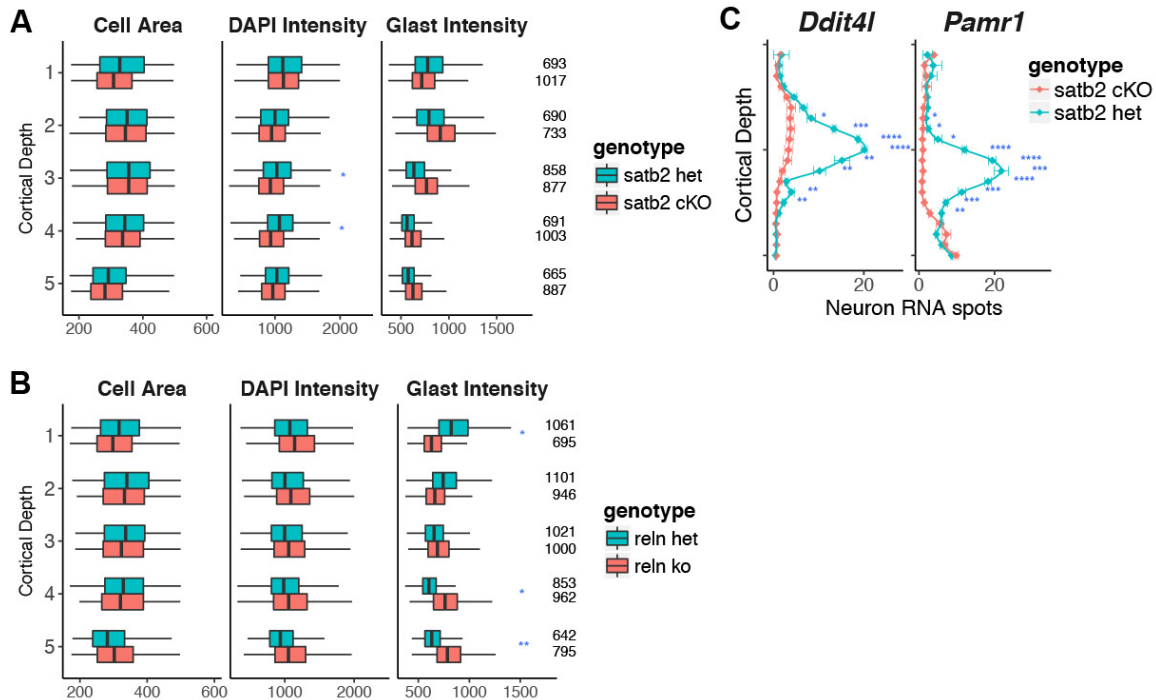 A
Cell Area DAPI Intensity Glast Intensity
Cortical Depth
1
2
3
4
5
693
1017
690
733
858
877
*
691
1003
*
665
887
200 400 600
1000 2000
500 1000 1500
genotype
satb2 het
satb2 cKO
C
Ddit4l Pamr1
Cortical Depth
* *** **** **** ** ** ** **
* * * **** **** *** **** *** *** **
0 20
0 20
Neuron RNA spots
genotype
satb2 cKO
satb2 het
B
Cell Area DAPI Intensity Glast Intensity
Cortical Depth
1
2
3
4
5
1061
695
*
1101
946
1021
1000
853
962
*
642
795
**
200 400 600
1000 2000
500 1000 1500
genotype
reln het
reln ko